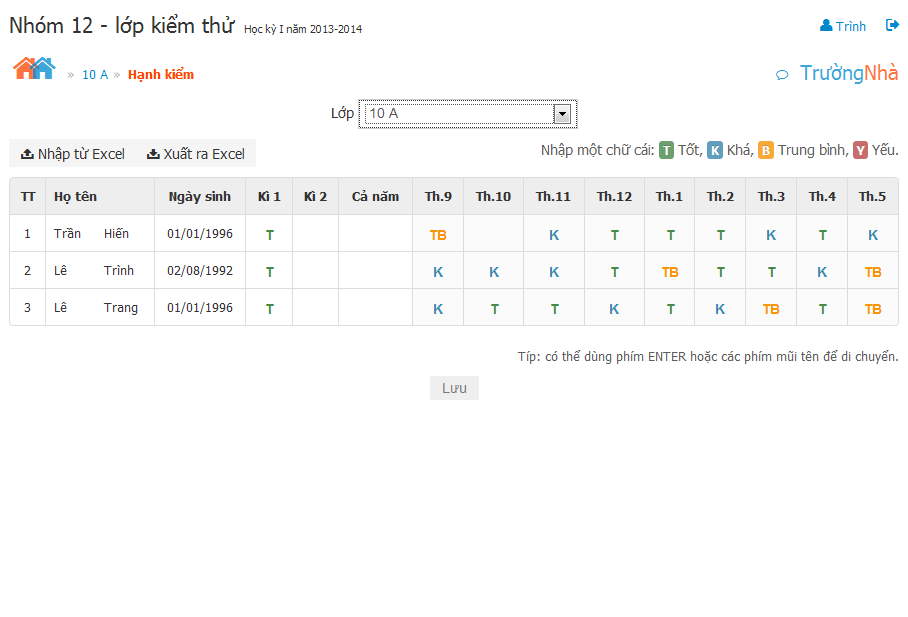 Nhóm 12 - lớp kiểm thử Học kỳ I năm 2013-2014 Trình
» 10 A » Hạnh kiểm TrườngNhà
Lớp 10 A
Nhập từ Excel Xuất ra Excel Nhập một chữ cái: T Tốt, K Khá, B Trung bình, Y Yếu.
TT Họ tên Ngày sinh Kì 1 Kì 2 Cả năm Th.9 Th.10 Th.11 Th.12 Th.1 Th.2 Th.3 Th.4 Th.5
1 Trần Hiến 01/01/1996 T TB K T T T K T K
2 Lê Trình 02/08/1992 T K K K T TB T T K TB
3 Lê Trang 01/01/1996 T K T T K T K TB T TB
Típ: có thể dùng phím ENTER hoặc các phím mũi tên để di chuyển.
Lưu